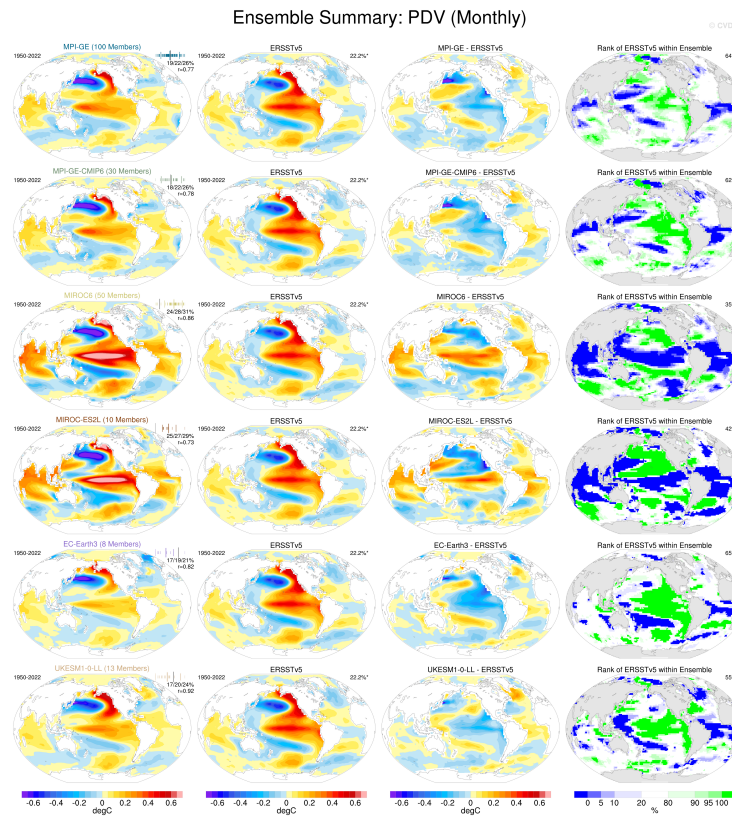 Ensemble Summary: PDV (Monthly)
MPI-GE (100 Members) ERSSTv5 MPI-GE - ERSSTv5 Rank of ERSSTv5 within Ensemble
1950-2022 19/22/26% 1950-2022 22.2%* 64
r=0.77
MPI-GE-CMIP6 (30 Members) ERSSTv5 MPI-GE-CMIP6 - ERSSTv5 Rank of ERSSTv5 within Ensemble
1950-2022 18/22/26% 1950-2022 22.2%* 62
r=0.78
MIROC6 (50 Members) ERSSTv5 MIROC6 - ERSSTv5 Rank of ERSSTv5 within Ensemble
1950-2022 24/28/31% 1950-2022 22.2%* 35
r=0.86
MIROC-ES2L (10 Members) ERSSTv5 MIROC-ES2L - ERSSTv5 Rank of ERSSTv5 within Ensemble
1950-2022 25/27/29% 1950-2022 22.2%* 42
r=0.73
EC-Earth3 (8 Members) ERSSTv5 EC-Earth3 - ERSSTv5 Rank of ERSSTv5 within Ensemble
1950-2022 17/19/21% 1950-2022 22.2%* 65
r=0.82
UKESM1-0-LL (13 Members) ERSSTv5 UKESM1-0-LL - ERSSTv5 Rank of ERSSTv5 within Ensemble
1950-2022 17/20/24% 1950-2022 22.2%* 55
r=0.92
-0.6 -0.4 -0.2 0 0.2 0.4 0.6 -0.6 -0.4 -0.2 0 0.2 0.4 0.6 -0.6 -0.4 -0.2 0 0.2 0.4 0.6 0 5 10 20 80 90 95 100
degC degC degC %